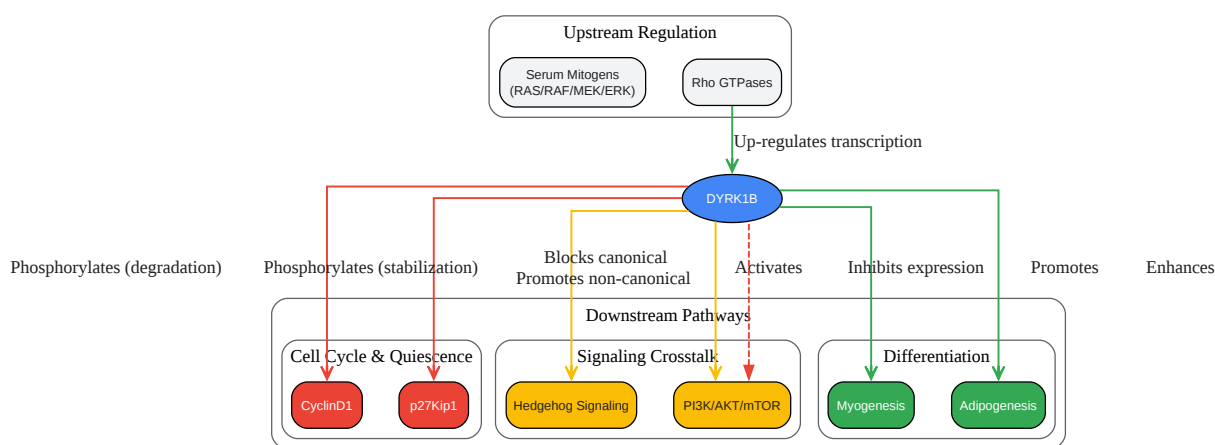 Upstream Regulation
Serum Mitogens
(RAS/RAF/MEK/ERK)
Rho GTPases
Up-regulates transcription
DYRK1B
Phosphorylates (degradation)
Phosphorylates (stabilization)
Blocks canonical
Promotes non-canonical
Activates
Inhibits expression
Promotes
Enhances
Downstream Pathways
Cell Cycle & Quiescence
Signaling Crosstalk
Differentiation
CyclinD1
p27Kip1
Hedgehog Signaling
PI3K/AKT/mTOR
Myogenesis
Adipogenesis